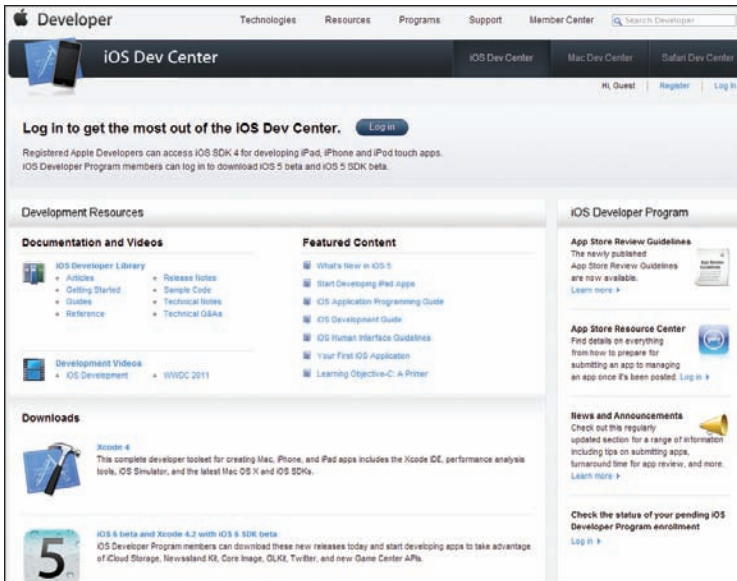 Developer
Technologies Resources Programs Support Member Center Search Developer
iOS Dev Center
iOS Dev Center Mac Dev Center Safari Dev Center
Hi, Guest Register Log In
Log in to get the most out of the iOS Dev Center. Log in
Registered Apple Developers can access iOS SDK 4 for developing iPad, iPhone and iPod touch apps.
iOS Developer Program members can log in to download iOS 5 beta and iOS 5 SDK beta.
Development Resources
Documentation and Videos
iOS Developer Library
Articles
Getting Started
Guides
Reference
Release Notes
Sample Code
Technical Notes
Technical Q&As
Development Videos
iOS Development
WWDC 2011
Featured Content
What's New in iOS 5
Start Developing iPad Apps
iOS Application Programming Guide
iOS Development Guide
iOS Human Interface Guidelines
Your First iOS Application
Learning Objective-C: A Primer
Downloads
Xcode 4
This complete developer toolset for creating Mac, iPhone, and iPad apps includes the Xcode IDE, performance analysis
tools, iOS Simulator, and the latest Mac OS X and iOS SDKs.
5
iOS 5 beta and Xcode 4.2 with iOS 5 SDK beta
iOS Developer Program members can download these new releases today and start developing apps to take advantage
of iCloud Storage, Newsstand Kit, Core Image, GLKit, Twitter, and new Game Center APIs.
iOS Developer Program
App Store Review Guidelines
The newly published
App Store Review Guidelines
are now available.
Learn more
App Review
Guidelines
App Store Resource Center
Find details on everything
from how to prepare for
submitting an app to managing
an app once it's been posted. Log in
News and Announcements
Check out this regularly
updated section for a range of information
including tips on submitting apps,
turnaround time for app review, and more.
Learn more
Check the status of your pending iOS
Developer Program enrollment
Log in